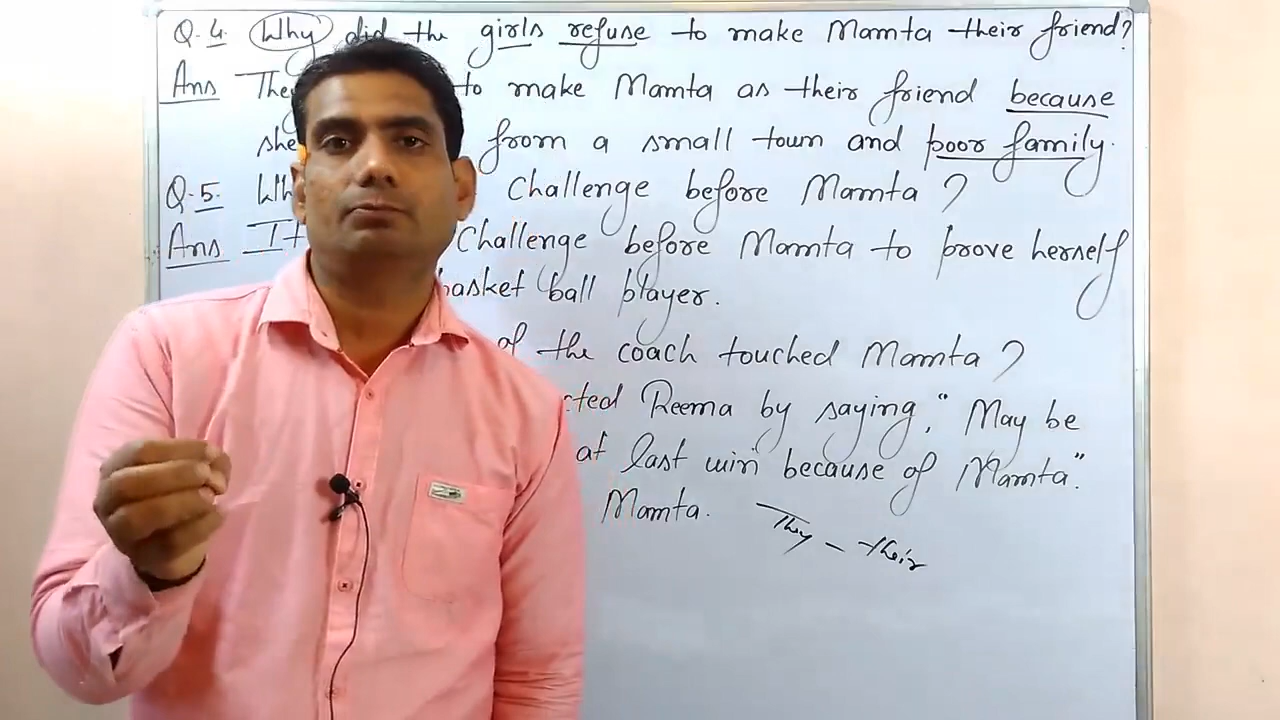 Q.4. Why did the girls refuse to make Mamta their friend?
Ans They to make Mamta as their friend because
she from a small town and poor family.
Q.5. Challenge before Mamta ?
Ans It Challenge before Mamta to prove herself
basket ball player.
of the coach touched Mamta ?
Reema by saying, " May be
at last win because of Mamta."
Mamta. They - their